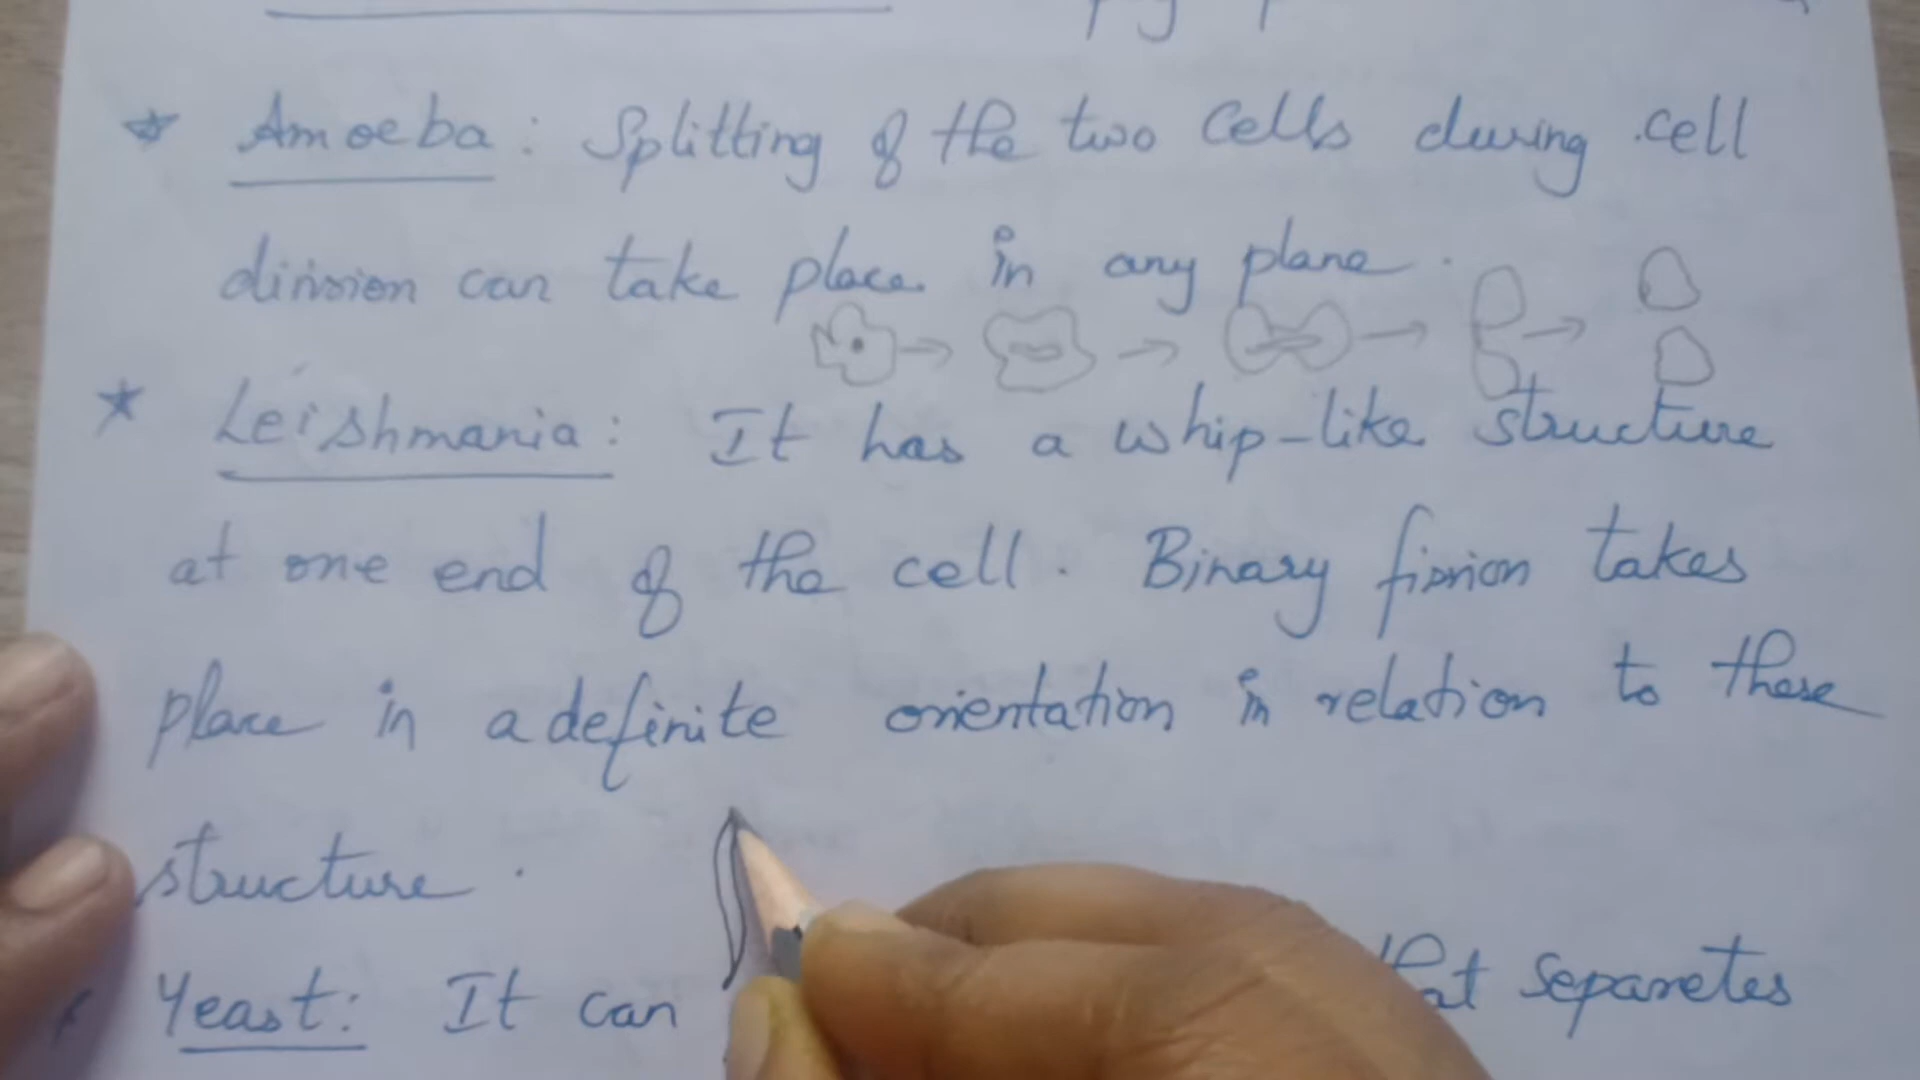 Amoeba: Splitting of the two cells during cell
division can take place in any plane.
Leishmania: It has a whip-like structure
at one end of the cell. Binary fission takes
place in a definite orientation in relation to these
structure.
Yeast: It can that separetes